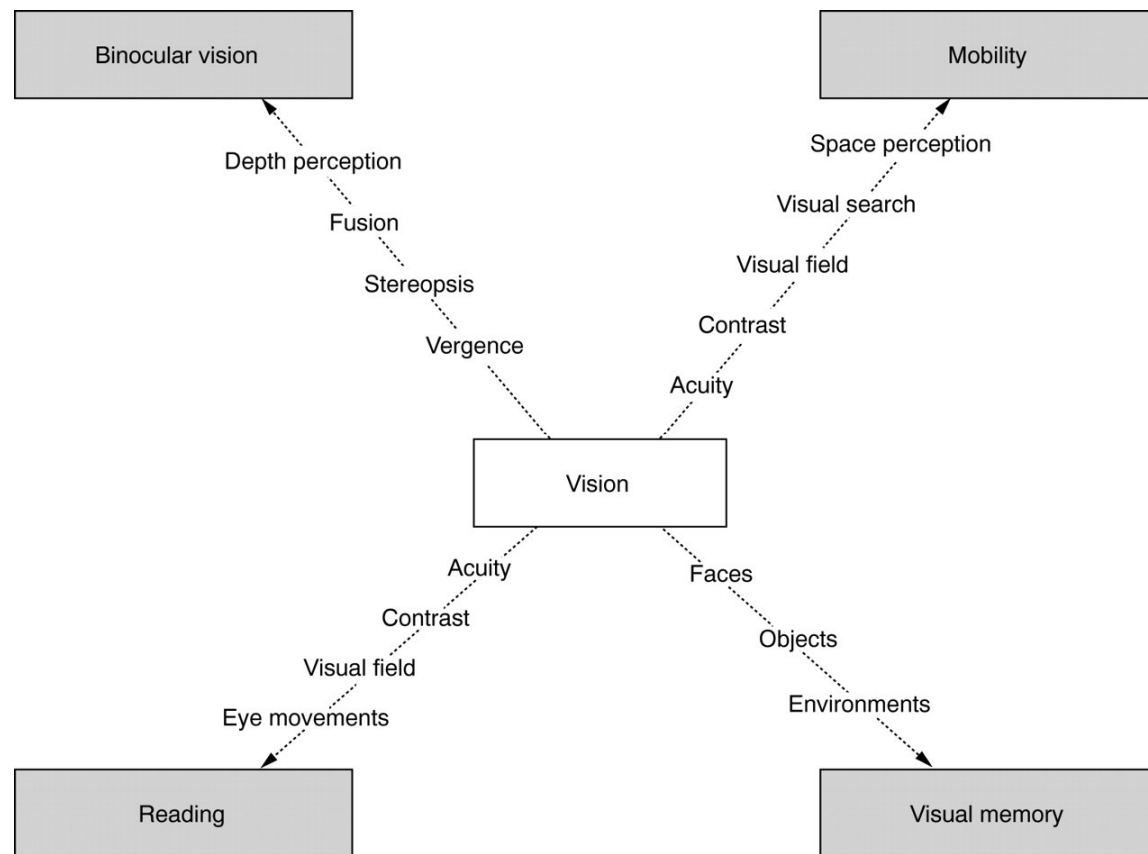 Binocular vision
Mobility
Depth perception
Fusion
Stereopsis
Vergence
Space perception
Visual search
Visual field
Contrast
Acuity
Vision
Acuity
Contrast
Visual field
Eye movements
Faces
Objects
Environments
Reading
Visual memory